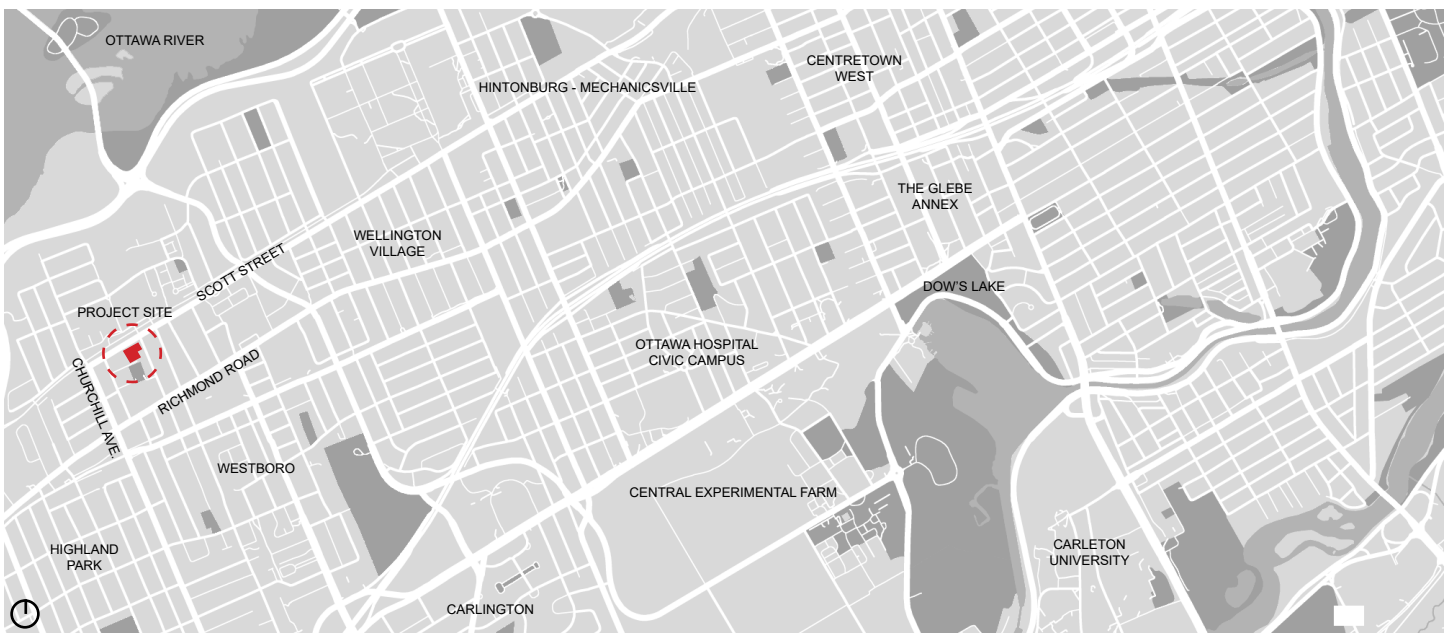 OTTAWA RIVER
HINTONBURG - MECHANICSVILLE
CENTRETOWN
WEST
THE GLEBE
ANNEX
WELLINGTON
VILLAGE
SCOTT STREET
PROJECT SITE
DOW'S LAKE
OTTAWA HOSPITAL
CIVIC CAMPUS
RICHMOND ROAD
CHURCHILL AVE.
WESTBORO
CENTRAL EXPERIMENTAL FARM
HIGHLAND
PARK
CARLETON
UNIVERSITY
CARLINGTON